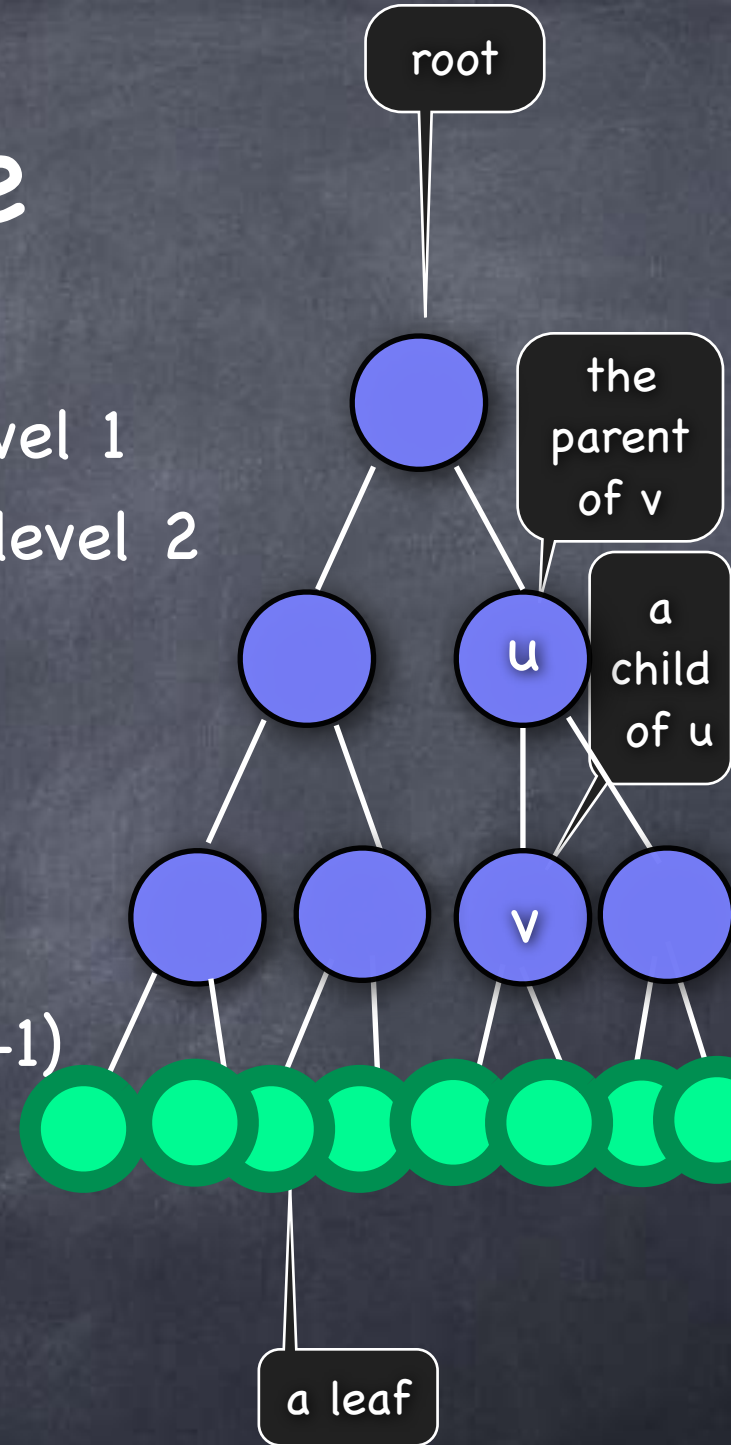 root
e
the
parent
of v
vel 1
level 2
u
a
child
of u
v
-1)
a leaf